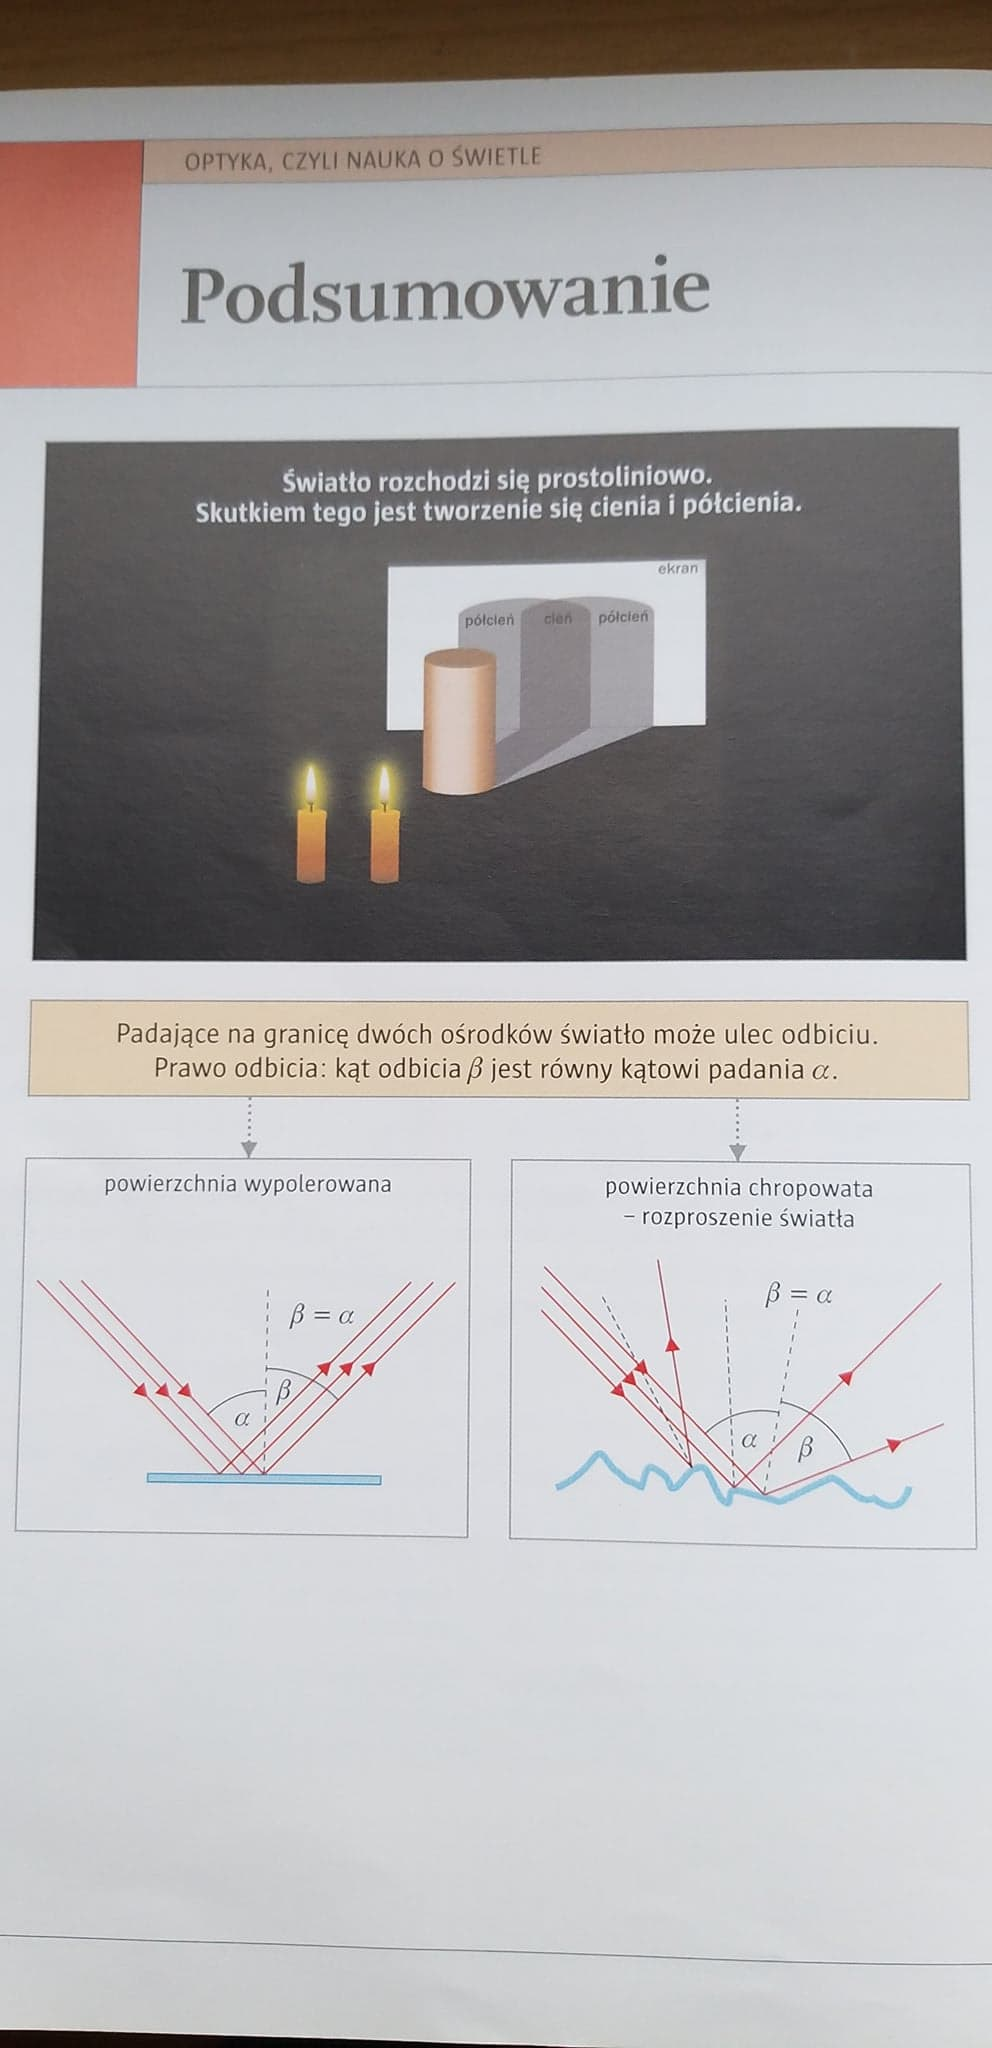 OPTYKA, CZYLI NAUKA O ŚWIETLE
Podsumowanie
Światło rozchodzi się prostoliniowo.
Skutkiem tego jest tworzenie się cienia i półcienia.
ekran
półcień cień półcień
Padające na granicę dwóch ośrodków światło może ulec odbiciu.
Prawo odbicia: kąt odbicia β jest równy kątowi padania α.
powierzchnia wypolerowana
β = α
β
α
powierzchnia chropowata
– rozproszenie światła
β = α
α
β